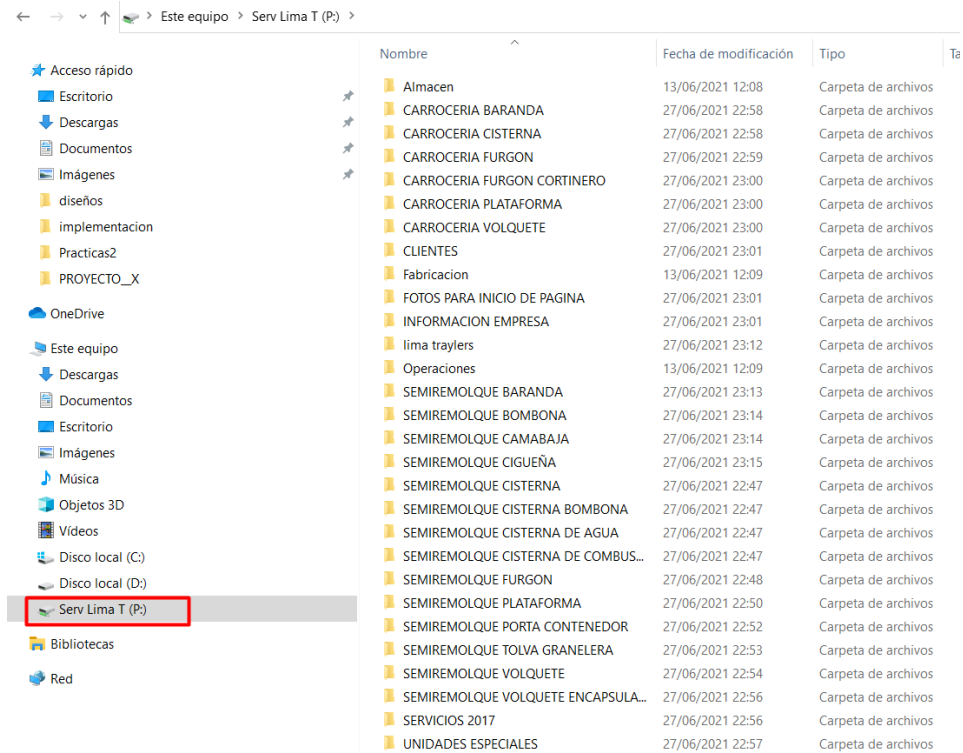 Este equipo > Serv Lima T (P:) >
Acceso rápido
Escritorio
Descargas
Documentos
Imágenes
diseños
implementacion
Practicas2
PROYECTO__X
OneDrive
Este equipo
Descargas
Documentos
Escritorio
Imágenes
Música
Objetos 3D
Vídeos
Disco local (C:)
Disco local (D:)
Serv Lima T (P:)
Bibliotecas
Red
Nombre Fecha de modificación Tipo Ta
Almacen 13/06/2021 12:08 Carpeta de archivos
CARROCERIA BARANDA 27/06/2021 22:58 Carpeta de archivos
CARROCERIA CISTERNA 27/06/2021 22:58 Carpeta de archivos
CARROCERIA FURGON 27/06/2021 22:59 Carpeta de archivos
CARROCERIA FURGON CORTINERO 27/06/2021 23:00 Carpeta de archivos
CARROCERIA PLATAFORMA 27/06/2021 23:00 Carpeta de archivos
CARROCERIA VOLQUETE 27/06/2021 23:00 Carpeta de archivos
CLIENTES 27/06/2021 23:01 Carpeta de archivos
Fabricacion 13/06/2021 12:09 Carpeta de archivos
FOTOS PARA INICIO DE PAGINA 27/06/2021 23:01 Carpeta de archivos
INFORMACION EMPRESA 27/06/2021 23:01 Carpeta de archivos
lima traylers 27/06/2021 23:12 Carpeta de archivos
Operaciones 13/06/2021 12:09 Carpeta de archivos
SEMIREMOLQUE BARANDA 27/06/2021 23:13 Carpeta de archivos
SEMIREMOLQUE BOMBONA 27/06/2021 23:14 Carpeta de archivos
SEMIREMOLQUE CAMABAJA 27/06/2021 23:14 Carpeta de archivos
SEMIREMOLQUE CIGUEÑA 27/06/2021 23:15 Carpeta de archivos
SEMIREMOLQUE CISTERNA 27/06/2021 22:47 Carpeta de archivos
SEMIREMOLQUE CISTERNA BOMBONA 27/06/2021 22:47 Carpeta de archivos
SEMIREMOLQUE CISTERNA DE AGUA 27/06/2021 22:47 Carpeta de archivos
SEMIREMOLQUE CISTERNA DE COMBUS... 27/06/2021 22:47 Carpeta de archivos
SEMIREMOLQUE FURGON 27/06/2021 22:48 Carpeta de archivos
SEMIREMOLQUE PLATAFORMA 27/06/2021 22:50 Carpeta de archivos
SEMIREMOLQUE PORTA CONTENEDOR 27/06/2021 22:52 Carpeta de archivos
SEMIREMOLQUE TOLVA GRANELERA 27/06/2021 22:53 Carpeta de archivos
SEMIREMOLQUE VOLQUETE 27/06/2021 22:54 Carpeta de archivos
SEMIREMOLQUE VOLQUETE ENCAPSULA... 27/06/2021 22:56 Carpeta de archivos
SERVICIOS 2017 27/06/2021 22:56 Carpeta de archivos
UNIDADES ESPECIALES 27/06/2021 22:57 Carpeta de archivos